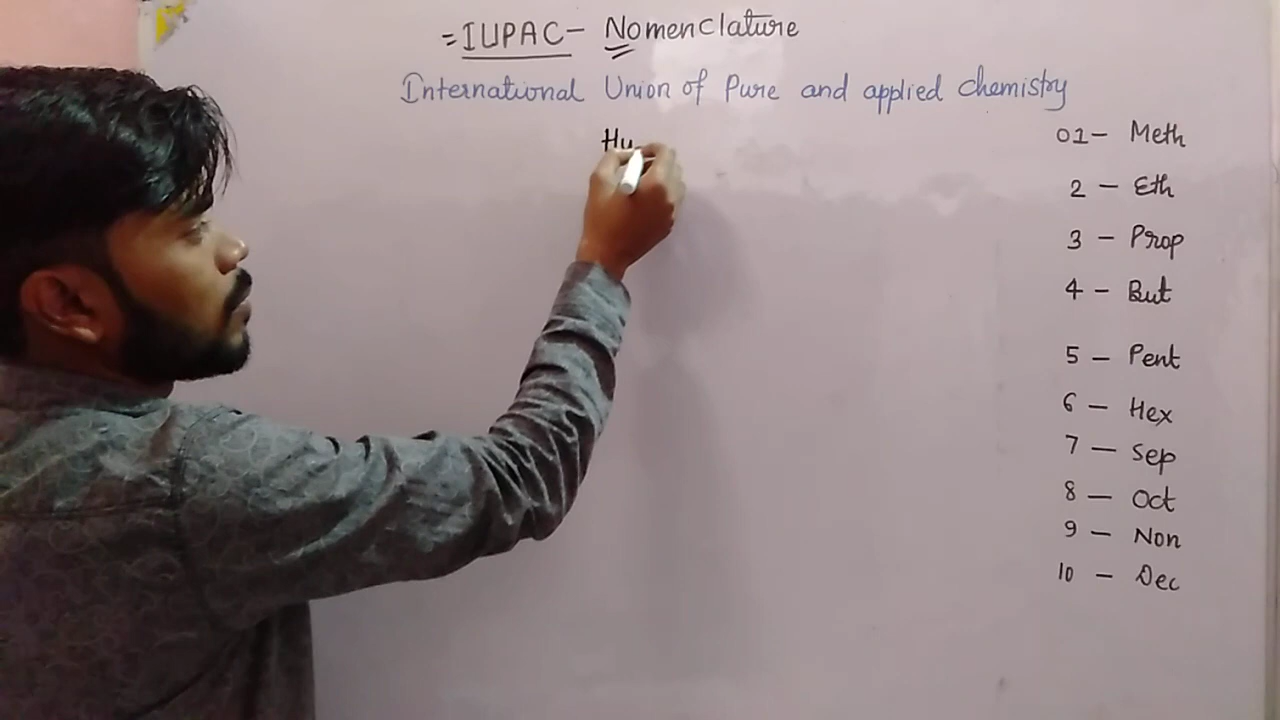 =IUPAC- Nomenclature
International Union of Pure and applied chemistry
Hy
01- Meth
2 - Eth
3 - Prop
4 - But
5 - Pent
6 - Hex
7 - Sep
8 - Oct
9 - Non
10 - Dec